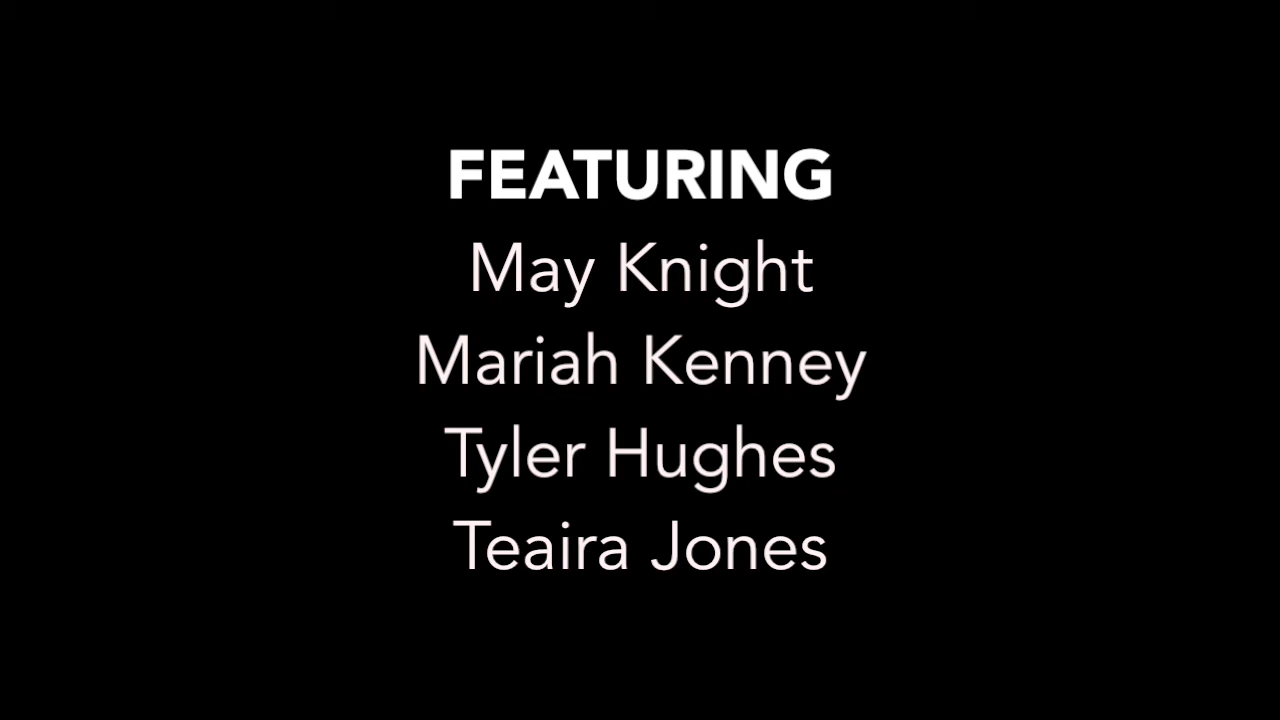 FEATURING
May Knight
Mariah Kenney
Tyler Hughes
Teaira Jones